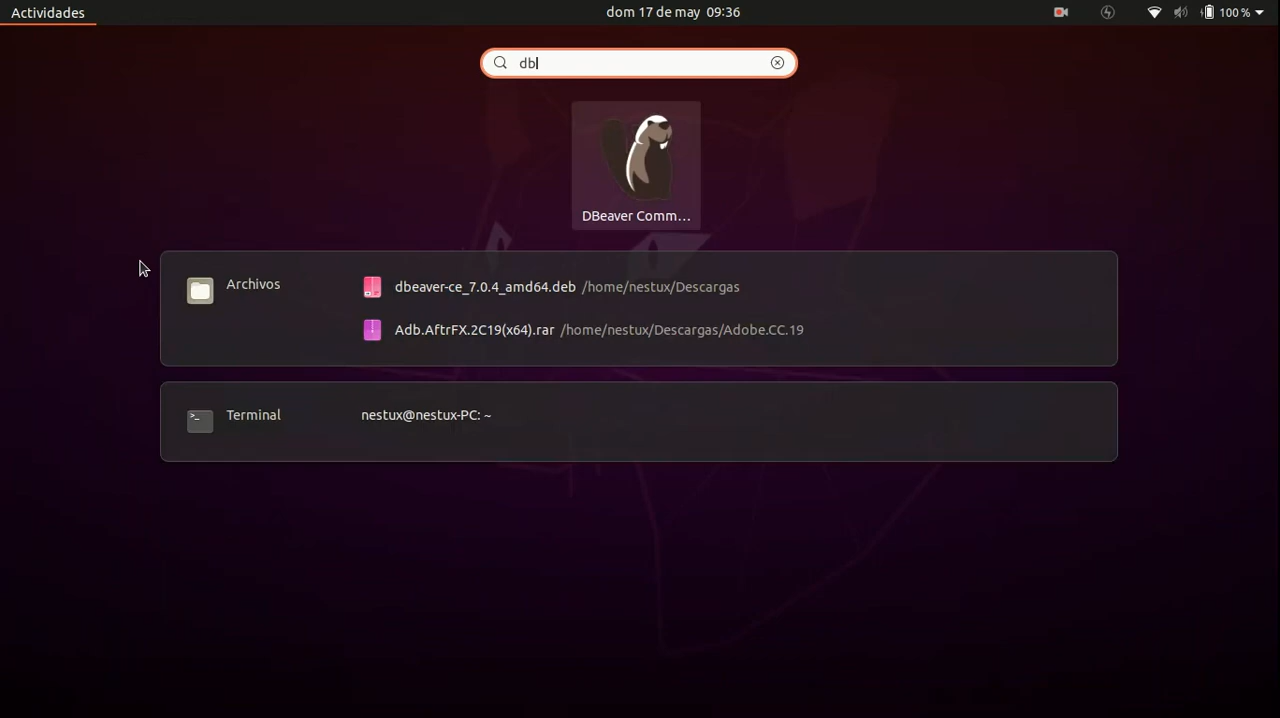 Actividades
dom 17 de may 09:36
100 %
db
DBeaver Comm…
Archivos
dbeaver-ce_7.0.4_amd64.deb /home/nestux/Descargas
Adb.AftrFX.2C19(x64).rar /home/nestux/Descargas/Adobe.CC.19
Terminal
nestux@nestux-PC: ~